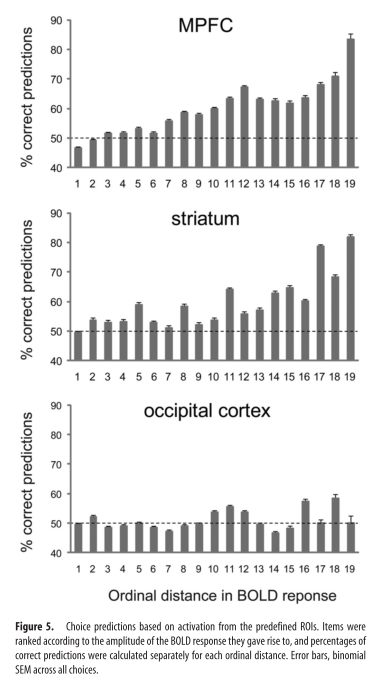 MPFC
% correct predictions
90
80
70
60
50
40
1 2 3 4 5 6 7 8 9 10 11 12 13 14 15 16 17 18 19
striatum
% correct predictions
90
80
70
60
50
40
1 2 3 4 5 6 7 8 9 10 11 12 13 14 15 16 17 18 19
occipital cortex
% correct predictions
90
80
70
60
50
40
1 2 3 4 5 6 7 8 9 10 11 12 13 14 15 16 17 18 19
Ordinal distance in BOLD reponse
Figure 5. Choice predictions based on activation from the predefined ROIs. Items were
ranked according to the amplitude of the BOLD response they gave rise to, and percentages of
correct predictions were calculated separately for each ordinal distance. Error bars, binomial
SEM across all choices.